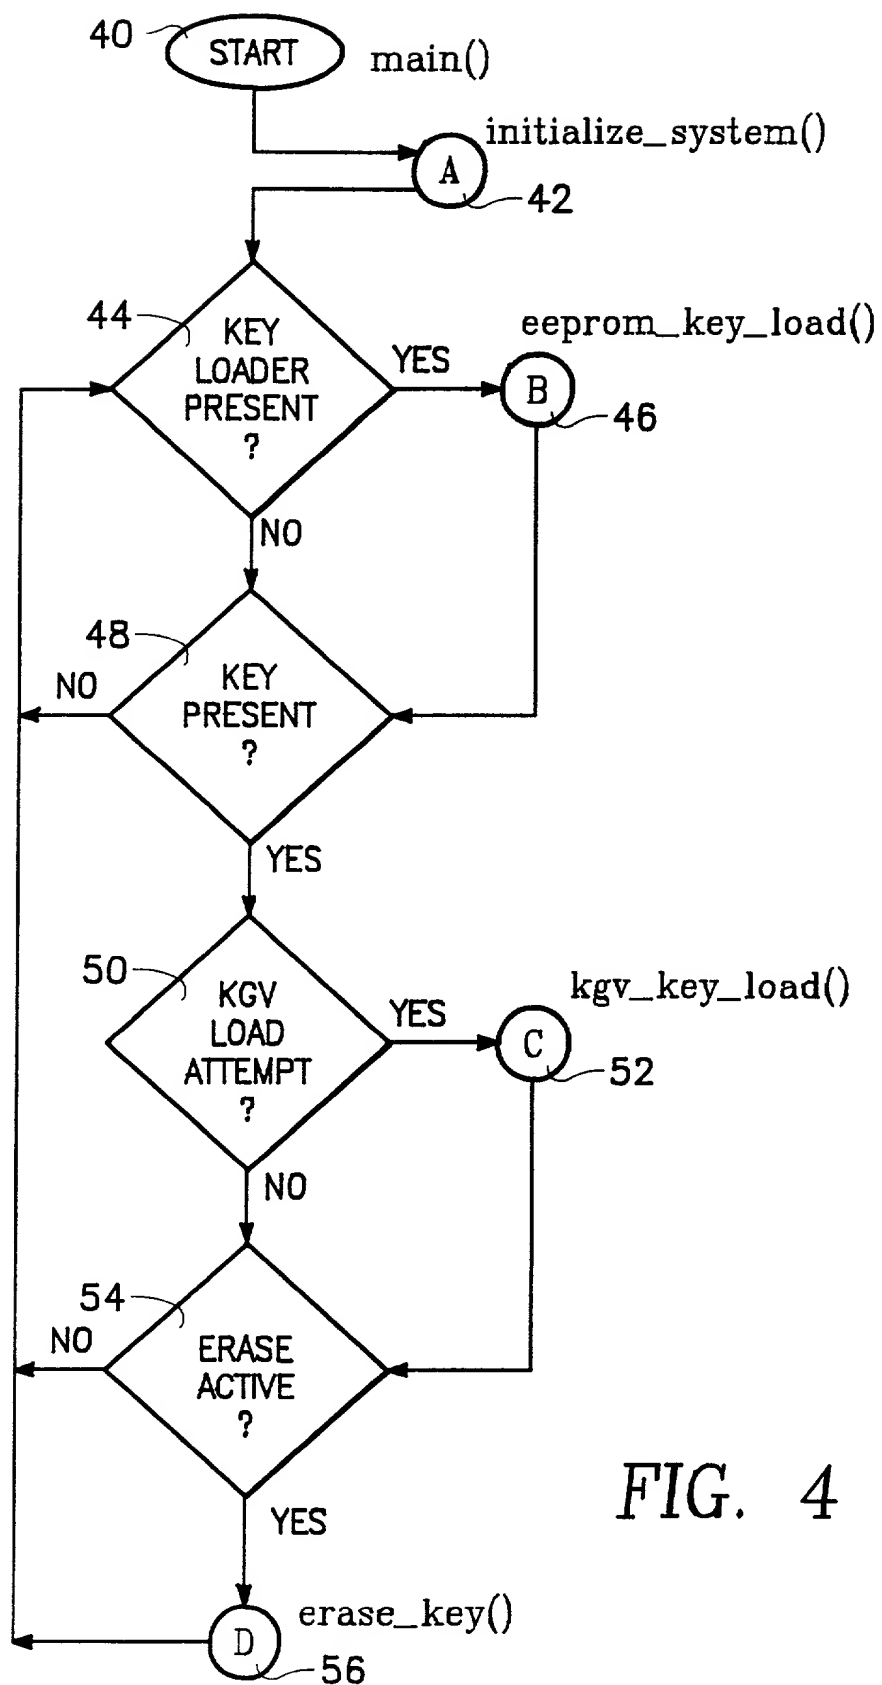 40
START
main()
initialize_system()
A
42
44
KEY
LOADER
PRESENT
?
YES
eeprom_key_load()
B
46
NO
48
KEY
PRESENT
?
NO
YES
50
KGV
LOAD
ATTEMPT
?
YES
kgv_key_load()
C
52
NO
54
ERASE
ACTIVE
?
NO
YES
FIG. 4
erase_key()
D
56